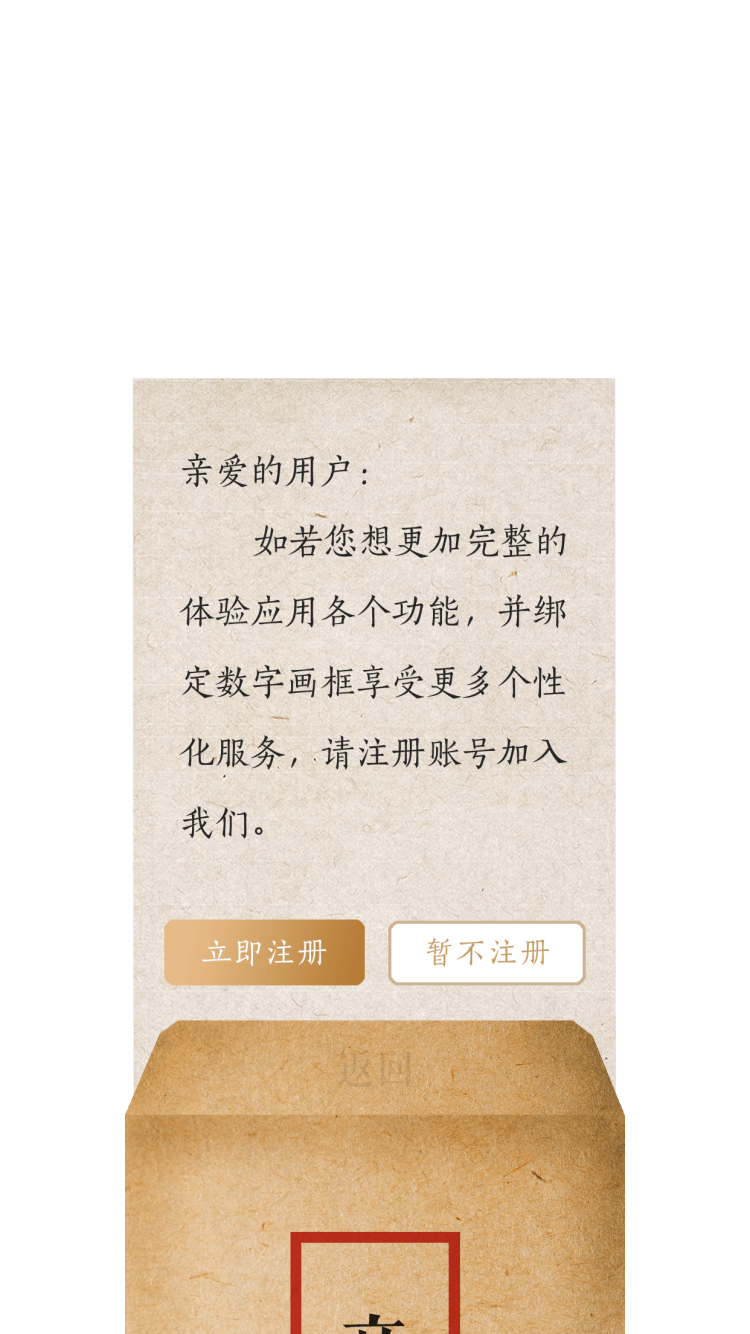 亲爱的用户：
如若您想更加完整的
体验应用各个功能，并绑
定数字画框享受更多个性
化服务，请注册账号加入
我们。
立即注册 暂不注册
返回